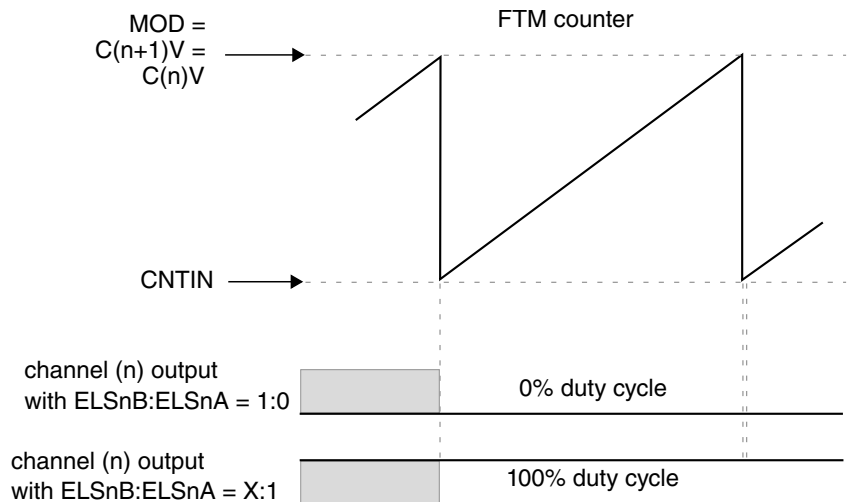 FTM counter
MOD =
C(n+1)V =
C(n)V
CNTIN
channel (n) output
with ELSnB:ELSnA = 1:0
0% duty cycle
channel (n) output
with ELSnB:ELSnA = X:1
100% duty cycle